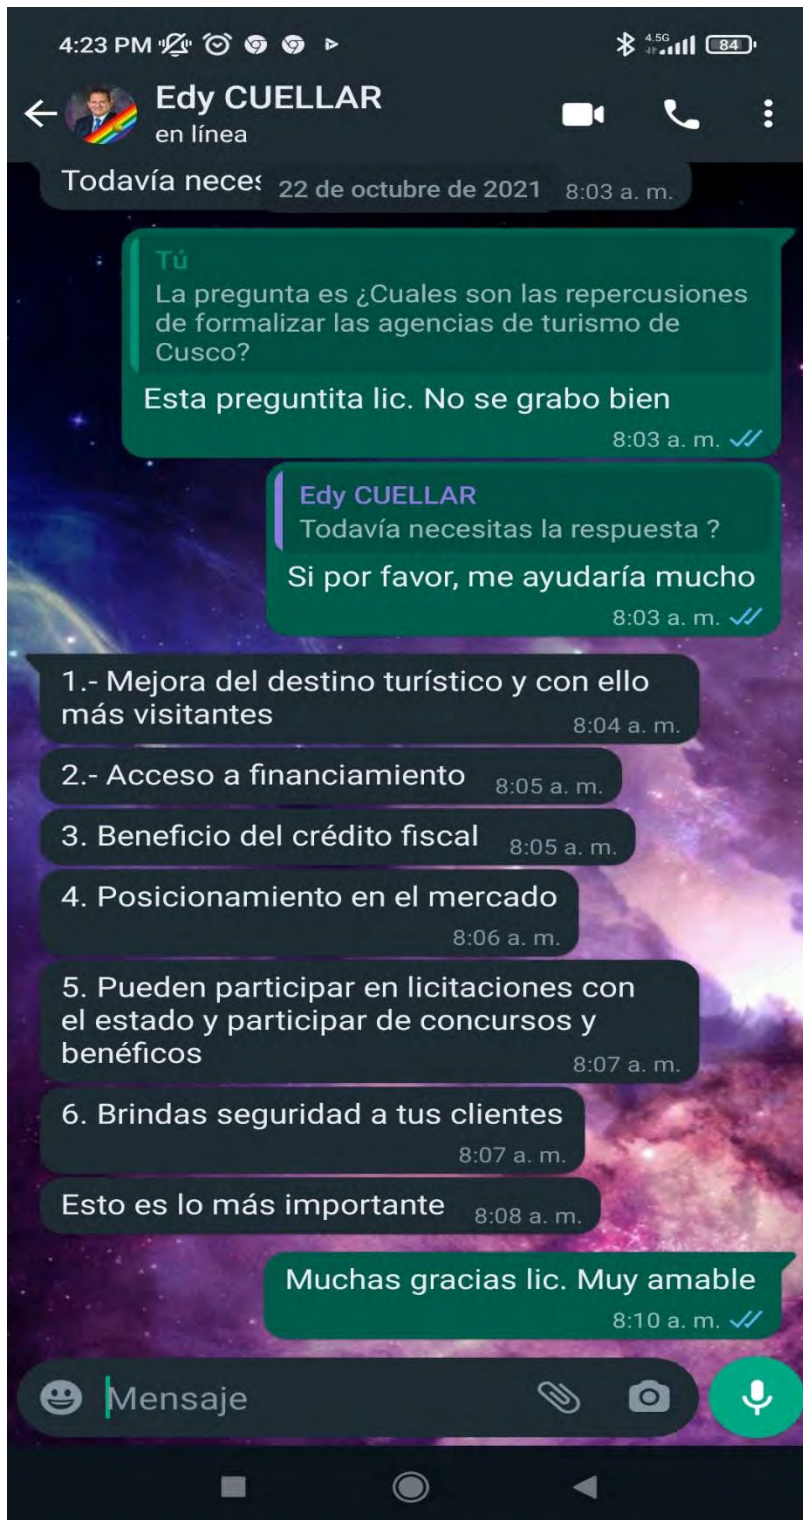 4:23 PM
4.5G
84
Edy CUELLAR
en línea
Todavía neces
22 de octubre de 2021
8:03 a. m.
Tú
La pregunta es ¿Cuales son las repercusiones
de formalizar las agencias de turismo de
Cusco?
Esta preguntita lic. No se grabo bien
8:03 a. m.
Edy CUELLAR
Todavía necesitas la respuesta ?
Si por favor, me ayudaría mucho
8:03 a. m.
1.- Mejora del destino turístico y con ello
más visitantes
8:04 a. m.
2.- Acceso a financiamiento
8:05 a. m.
3. Beneficio del crédito fiscal
8:05 a. m.
4. Posicionamiento en el mercado
8:06 a. m.
5. Pueden participar en licitaciones con
el estado y participar de concursos y
benéficos
8:07 a. m.
6. Brindas seguridad a tus clientes
8:07 a. m.
Esto es lo más importante
8:08 a. m.
Muchas gracias lic. Muy amable
8:10 a. m.
Mensaje